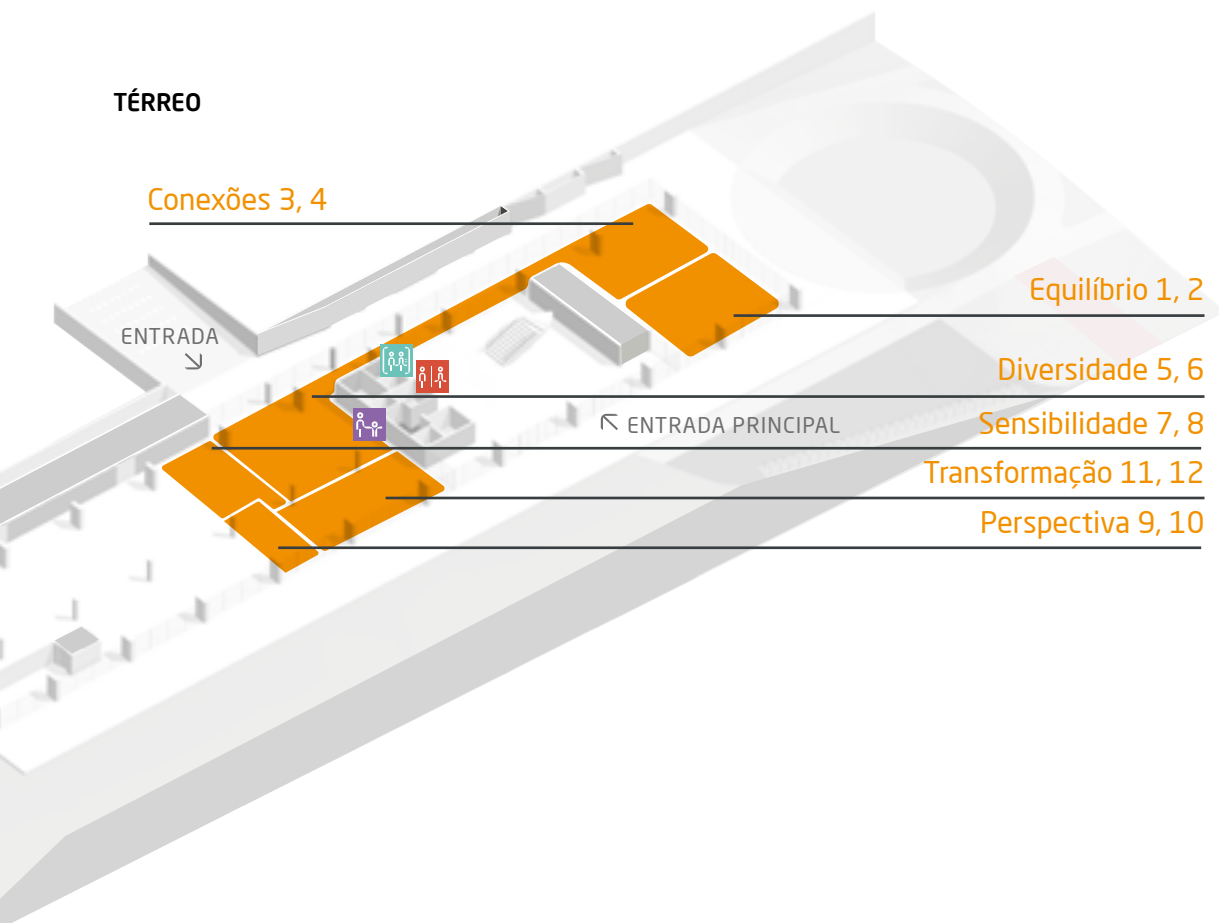 TÉRREO
Conexões 3, 4
Equilíbrio 1, 2
ENTRADA
Diversidade 5, 6
ENTRADA PRINCIPAL
Sensibilidade 7, 8
Transformação 11, 12
Perspectiva 9, 10